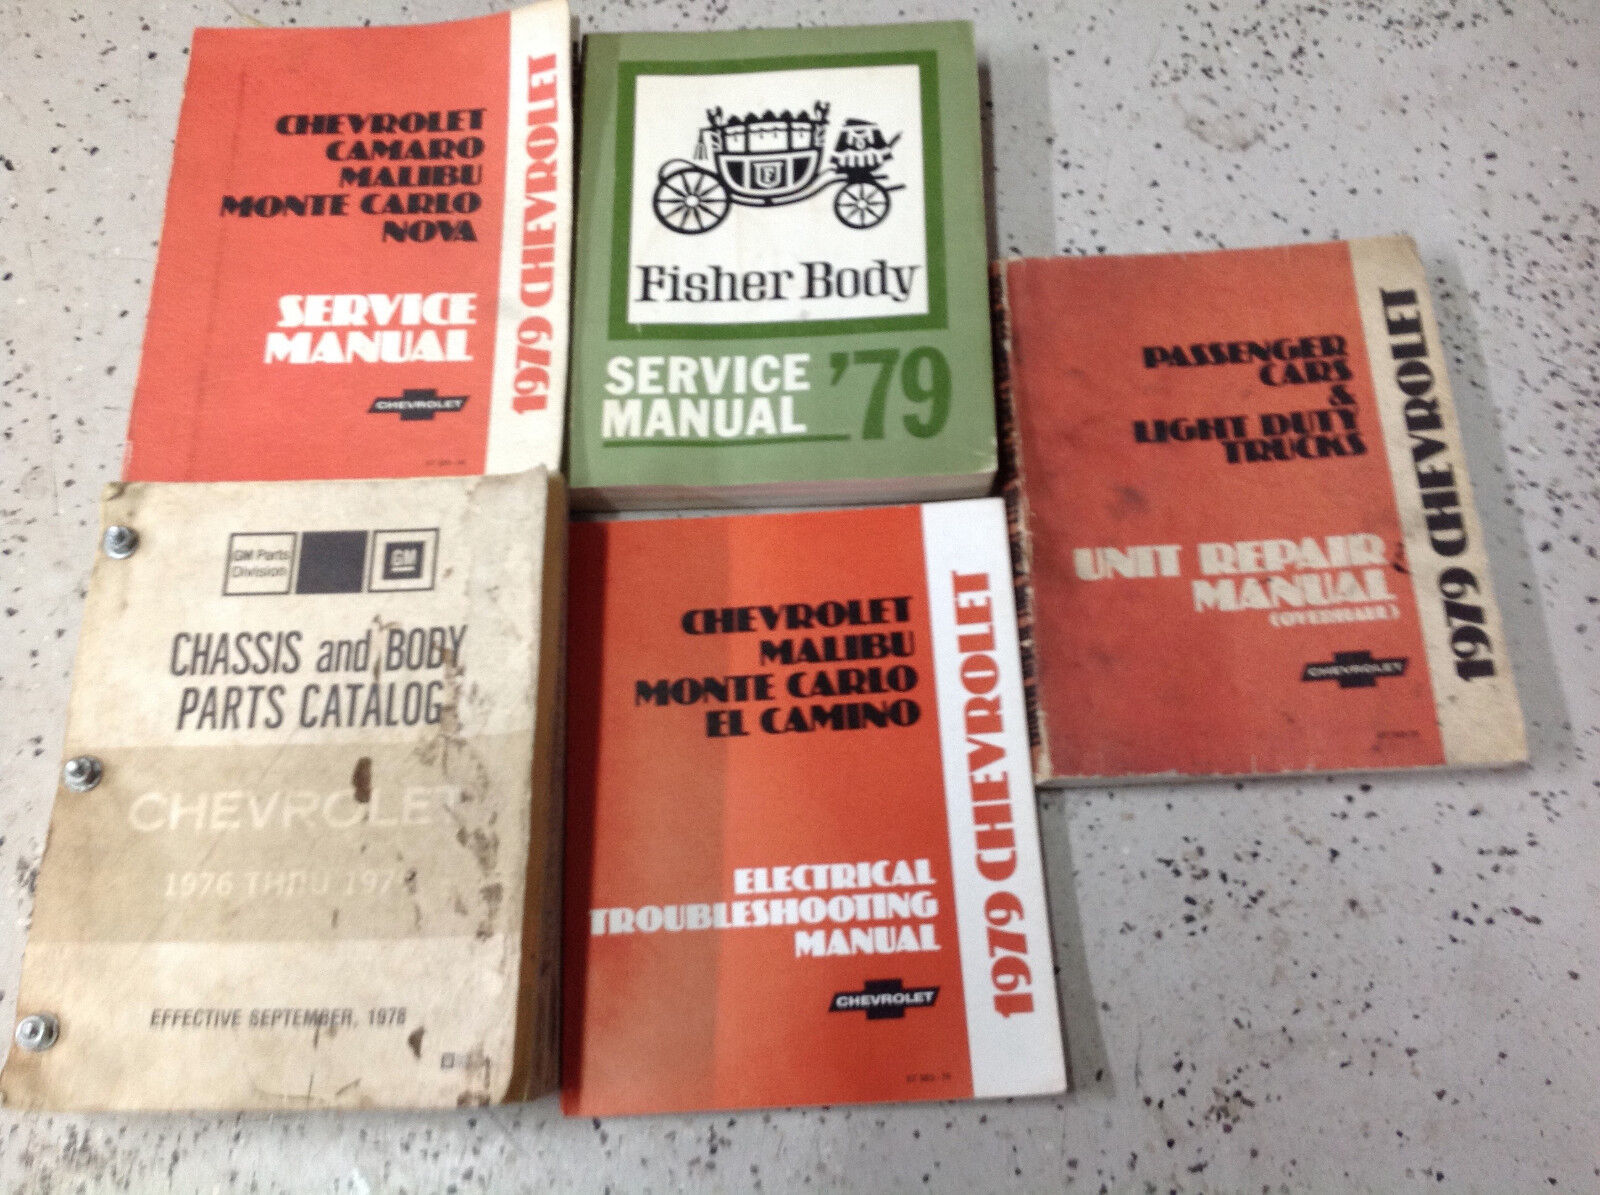 CHEVROLET
CAMARO
MALIBU
MONTE CARLO
NOVA
SERVICE
MANUAL
CHEVROLET
1979 CHEVROLET
F
Fisher Body
SERVICE
MANUAL
'79
PASSENGER
CARS
&
LIGHT DUTY
TRUCKS
UNIT REPAIR
MANUAL
(OVERHAUL)
CHEVROLET
1979 CHEVROLET
GM Parts
Division
GM
CHASSIS and BODY
PARTS CATALOG
CHEVROLET
1976 THRU
EFFECTIVE SEPTEMBER, 1978
CHEVROLET
MALIBU
MONTE CARLO
EL CAMINO
ELECTRICAL
TROUBLESHOOTING
MANUAL
CHEVROLET
1979 CHEVROLET